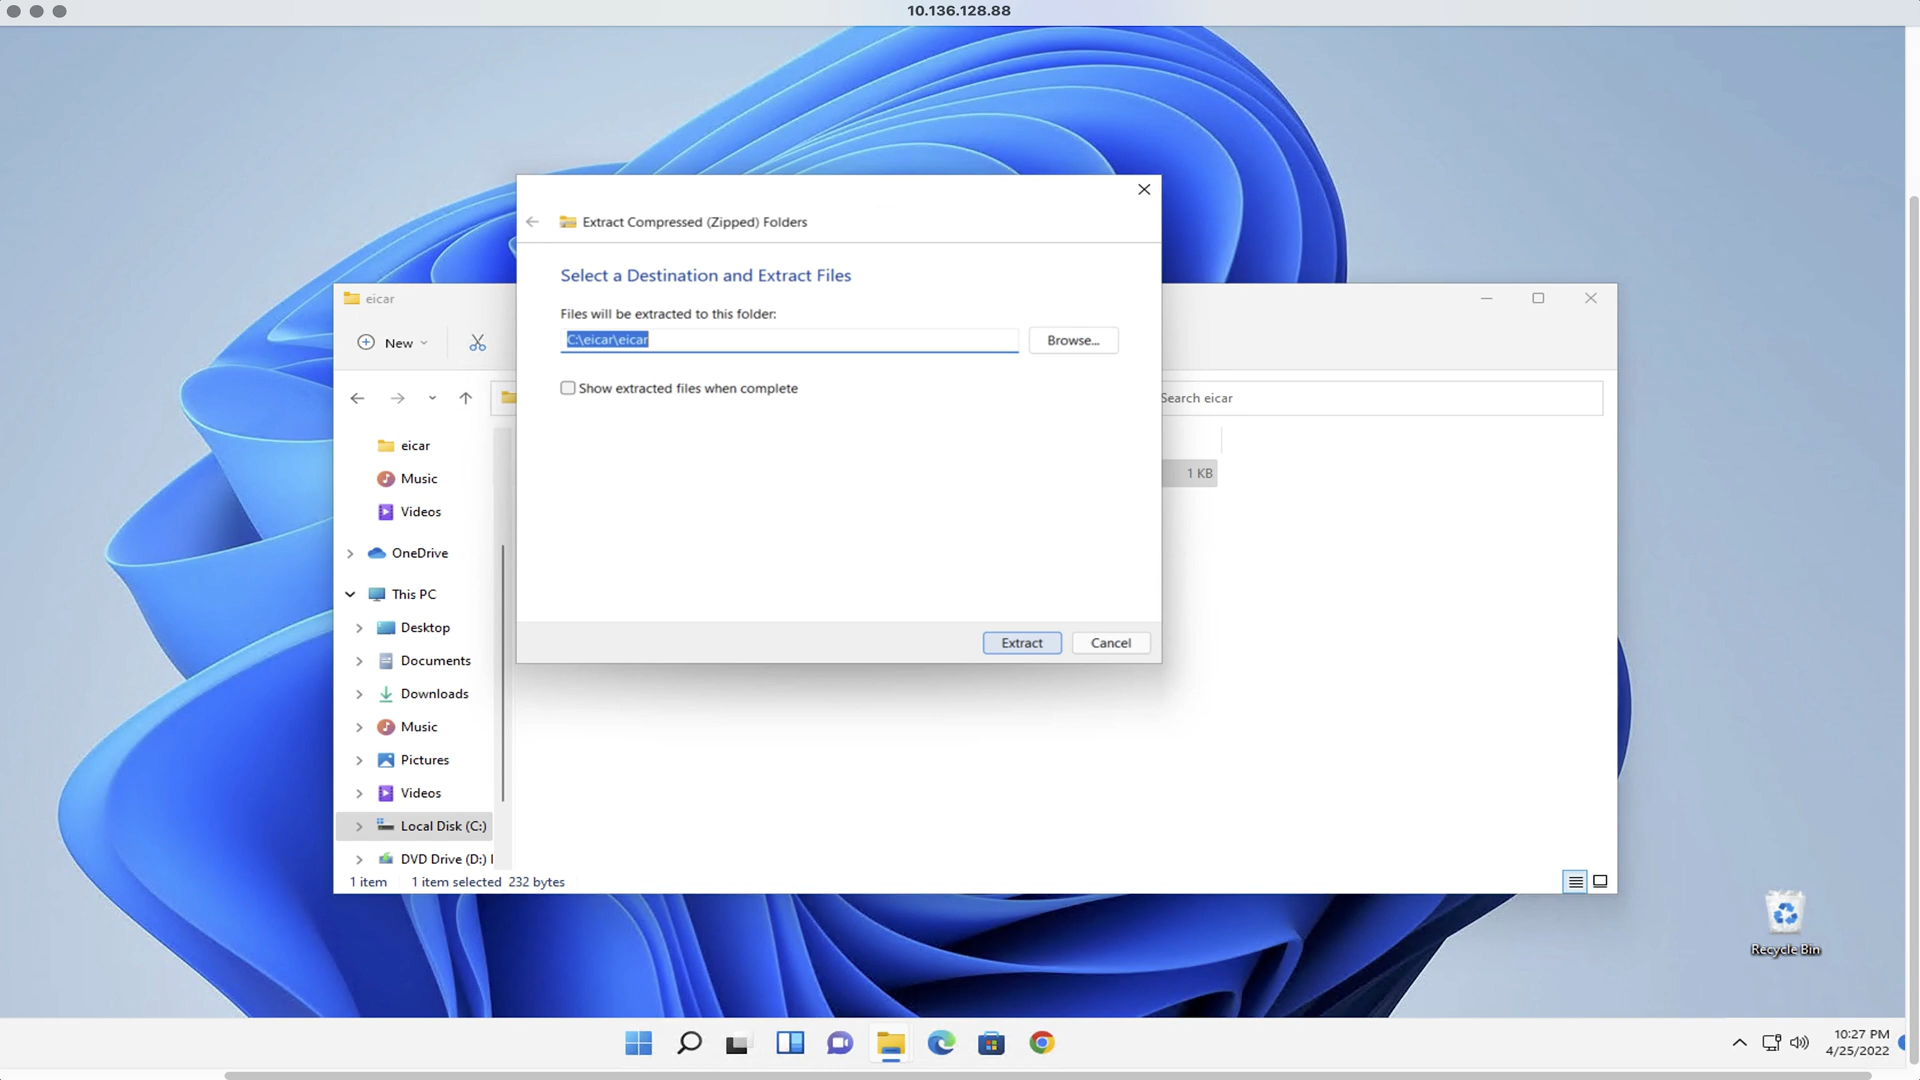 10.136.128.88
Extract Compressed (Zipped) Folders
Select a Destination and Extract Files
Files will be extracted to this folder:
C:\eicar\eicar
Browse...
Show extracted files when complete
Extract
Cancel
eicar
New
Search eicar
eicar
Music
Videos
OneDrive
This PC
Desktop
Documents
Downloads
Music
Pictures
Videos
Local Disk (C:)
DVD Drive (D:)
1 KB
1 item
1 item selected 232 bytes
Recycle Bin
10:27 PM
4/25/2022